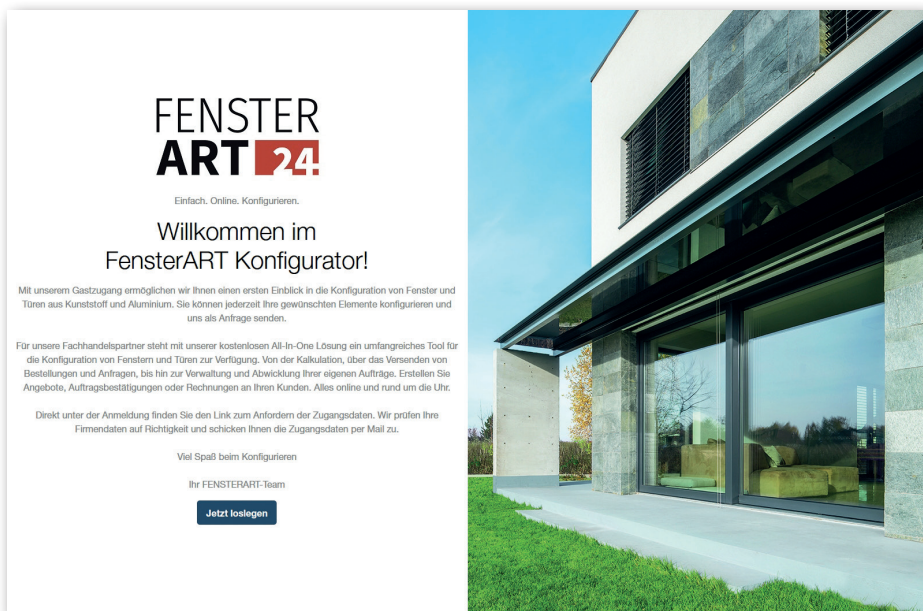 FENSTER
ART 24
Einfach. Online. Konfigurieren.
Willkommen im
FensterART Konfigurator!
Mit unserem Gastzugang ermöglichen wir Ihnen einen ersten Einblick in die Konfiguration von Fenster und
Türen aus Kunststoff und Aluminium. Sie können jederzeit Ihre gewünschten Elemente konfigurieren und
uns als Anfrage senden.
Für unsere Fachhandelspartner steht mit unserer kostenlosen All-In-One Lösung ein umfangreiches Tool für
die Konfiguration von Fenstern und Türen zur Verfügung. Von der Kalkulation, über das Versenden von
Bestellungen und Anfragen, bis hin zur Verwaltung und Abwicklung Ihrer eigenen Aufträge. Erstellen Sie
Angebote, Auftragsbestätigungen oder Rechnungen an Ihren Kunden. Alles online und rund um die Uhr.
Direkt unter der Anmeldung finden Sie den Link zum Anfordern der Zugangsdaten. Wir prüfen Ihre
Firmendaten auf Richtigkeit und schicken Ihnen die Zugangsdaten per Mail zu.
Viel Spaß beim Konfigurieren
Ihr FENSTERART-Team
Jetzt loslegen